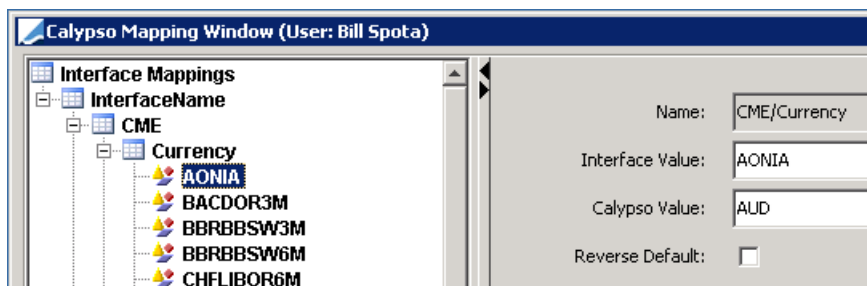 Calypso Mapping Window (User: Bill Spota)
Interface Mappings
InterfaceName
CME
Currency
AONIA
BACDOR3M
BBRBBSW3M
BBRBBSW6M
CHFLIBOR6M
Name: CME/Currency
Interface Value: AONIA
Calypso Value: AUD
Reverse Default: